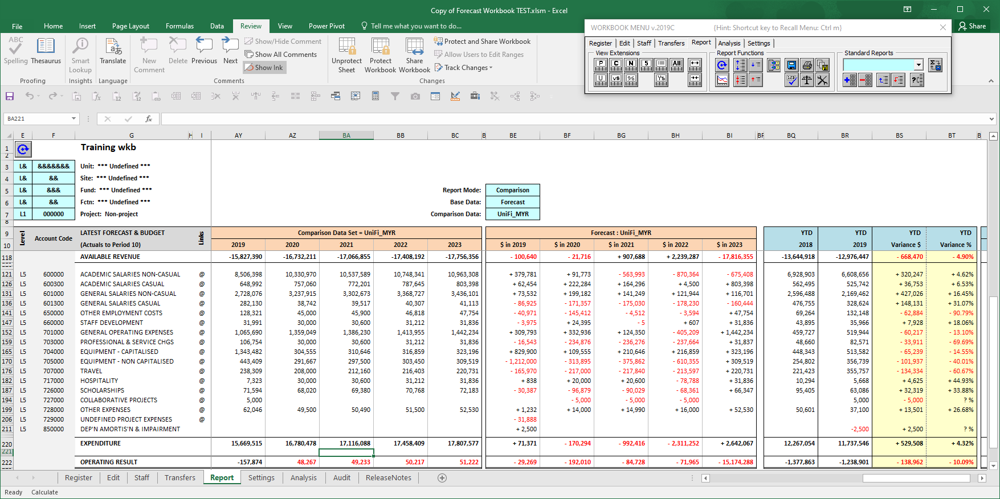 Copy of Forecast Workbook TEST.xlsm - Excel
File Home Insert Page Layout Formulas Data Review View Power Pivot Tell me what you want to do... Share
WORKBOOK MENU v.2019C {Hint: Shortcut key to Recall Menu: Ctrl m}
Register Edit Staff Transfers Report Analysis Settings
View Extensions Report Functions Standard Reports
P C N 5 All
U v$ % YTD 123
ABC
Spelling Thesaurus
Smart Lookup
Translate
New Comment
Delete Previous Next
Show/Hide Comment
Show All Comments
Show Ink
Unprotect Sheet
Protect Workbook
Share Workbook
Protect and Share Workbook
Allow Users to Edit Ranges
Track Changes
Proofing Insights Language Comments Changes
BA221 fx
E F G H I AY AZ BA BB BC B BE BF BG BH BI BF BQ BR BS BT B
1 Training wkb
2
3 L& &&&&&&& Unit: *** Undefined ***
4 L& && Site: *** Undefined ***
5 L& &&& Fund: *** Undefined *** Report Mode: Comparison
6 L& && Fctn: *** Undefined *** Base Data: Forecast
7 L1 000000 Project: Non-project Comparison Data: UniFi_MYR
8
9 Level Account Code LATEST FORECAST & BUDGET Links Comparison Data Set = UniFi_MYR Forecast : UniFi_MYR YTD YTD YTD YTD
10 (Actuals to Period 10) 2019 2020 2021 2022 2023 $ in 2019 $ in 2020 $ in 2021 $ in 2022 $ in 2023 2018 2019 Variance $ Variance %
118 AVAILABLE REVENUE -15,827,390 -16,732,211 -17,066,855 -17,408,192 -17,756,356 - 100,640 - 21,716 + 907,688 + 2,239,287 - 17,816,355 -13,644,918 -12,976,447 - 668,470 - 4.90%
121 L5 600000 ACADEMIC SALARIES NON-CASUAL @ 8,506,398 10,330,970 10,537,589 10,748,341 10,963,308 + 379,781 + 91,773 - 563,993 - 870,364 - 675,408 6,928,903 6,608,656 + 320,247 + 4.62%
126 L5 600300 ACADEMIC SALARIES CASUAL @ 648,992 757,060 772,201 787,645 803,398 + 62,454 + 222,284 + 164,296 + 4,500 + 803,398 562,495 525,742 + 36,753 + 6.53%
131 L5 601000 GENERAL SALARIES NON-CASUAL @ 2,728,076 3,237,915 3,302,673 3,368,727 3,436,101 + 73,532 + 199,182 + 141,249 + 121,944 + 116,701 2,596,488 2,169,462 + 427,026 + 16.45%
136 L5 601300 GENERAL SALARIES CASUAL @ 282,130 38,742 39,517 40,307 41,113 - 86,925 - 171,357 - 175,030 - 178,230 - 160,444 476,755 328,624 + 148,131 + 31.07%
141 L5 650000 OTHER EMPLOYMENT COSTS @ 128,321 45,000 45,900 46,818 47,754 - 40,971 - 145,412 - 4,512 - 3,594 + 47,754 69,264 132,148 - 62,884 - 90.79%
147 L5 660000 STAFF DEVELOPMENT @ 31,991 30,000 30,600 31,212 31,836 - 3,975 + 24,395 - 5 + 607 + 31,836 43,895 35,966 + 7,928 + 18.06%
152 L5 701000 GENERAL OPERATING EXPENSES @ 1,065,690 1,359,049 1,386,230 1,413,955 1,442,234 + 309,793 + 332,936 + 124,350 - 405,209 + 1,442,234 459,727 519,944 - 60,217 - 13.10%
159 L5 703000 PROFESSIONAL & SERVICE CHGS @ 106,754 30,000 30,600 31,212 31,836 - 16,543 - 234,876 - 236,276 - 237,664 + 31,837 48,660 82,571 - 33,911 - 69.69%
165 L5 704000 EQUIPMENT - CAPITALISED @ 1,343,482 304,555 310,646 316,859 323,196 + 829,900 + 109,555 + 210,646 + 216,859 + 323,196 448,343 513,582 - 65,239 - 14.55%
170 L5 705000 EQUIPMENT - NON CAPITALISED @ 443,409 291,667 297,500 303,450 309,519 - 1,212,000 - 313,895 - 375,862 - 610,355 + 309,519 254,802 356,739 - 101,937 - 40.01%
176 L5 707000 TRAVEL @ 238,309 208,000 212,160 216,403 220,731 - 165,970 - 217,000 - 217,840 - 213,597 + 220,731 221,423 355,757 - 134,334 - 60.67%
182 L5 717000 HOSPITALITY @ 7,323 30,000 30,600 31,212 31,836 + 838 + 20,000 + 20,600 - 78,788 + 31,836 10,294 5,668 + 4,625 + 44.93%
187 L5 726000 SCHOLARSHIPS @ 71,594 68,020 69,380 70,768 72,183 - 30,387 - 96,879 - 90,029 - 68,361 + 66,347 95,405 63,086 + 32,319 + 33.88%
194 L5 727000 COLLABORATIVE PROJECTS @ 5,000 - 5,000 - 5,000 - 5,000 5,000 - 5,000 ? %
199 L5 728000 OTHER EXPENSES @ 62,046 49,500 50,490 51,500 52,530 + 1,232 + 14,000 + 14,990 + 16,000 + 52,530 50,601 37,100 + 13,501 + 26.68%
206 L5 729000 UNDEFINED PROJECT EXPENSES @ - 31,888
211 L5 850000 DEP'N AMORTIS'N & IMPAIRMENT + 2,500 -2,500 + 2,500 ? %
220 EXPENDITURE 15,669,515 16,780,478 17,116,088 17,458,409 17,807,577 + 71,371 - 170,294 - 992,416 - 2,311,252 + 2,642,067 12,267,054 11,737,546 + 529,508 + 4.32%
221
222 OPERATING RESULT -157,874 48,267 49,233 50,217 51,222 - 29,269 - 192,010 - 84,728 - 71,965 - 15,174,288 -1,377,863 -1,238,901 - 138,962 - 10.09%
Register Edit Staff Transfers Report Settings Analysis Audit ReleaseNotes
Ready Calculate